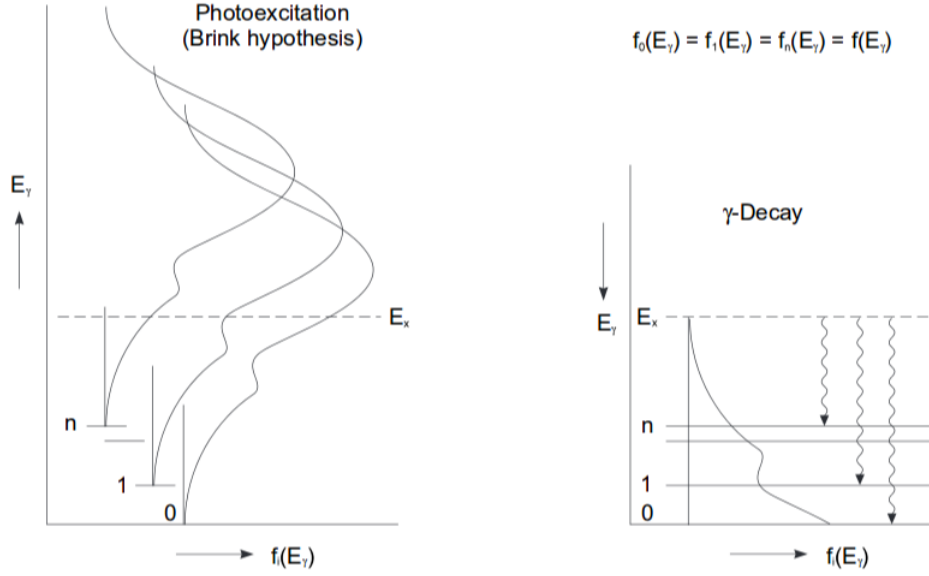 Photoexcitation
(Brink hypothesis)
f₀(Eᵧ) = f₁(Eᵧ) = fₙ(Eᵧ) = f(Eᵧ)
Eᵧ
Eₓ
n
1
0
fᵢ(Eᵧ)
γ-Decay
Eᵧ
Eₓ
n
1
0
fᵢ(Eᵧ)